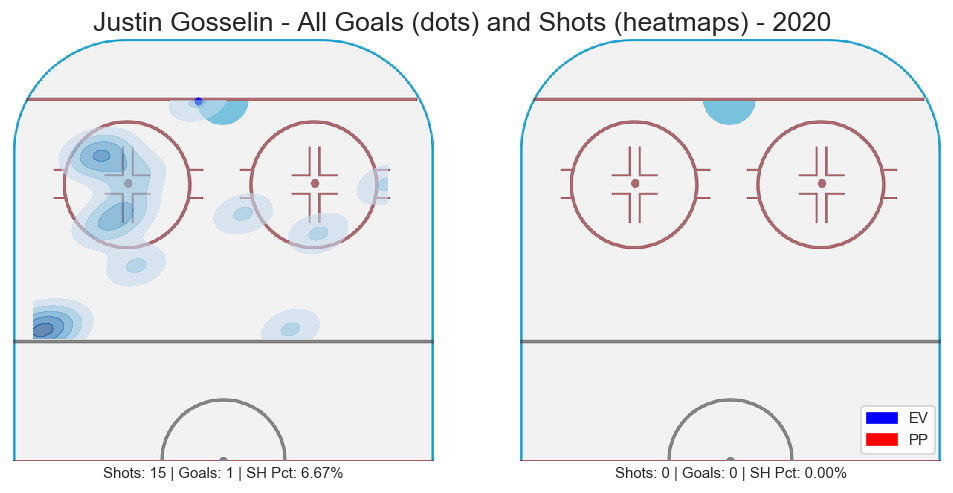 Justin Gosselin - All Goals (dots) and Shots (heatmaps) - 2020
EV
PP
Shots: 15 | Goals: 1 | SH Pct: 6.67%
Shots: 0 | Goals: 0 | SH Pct: 0.00%